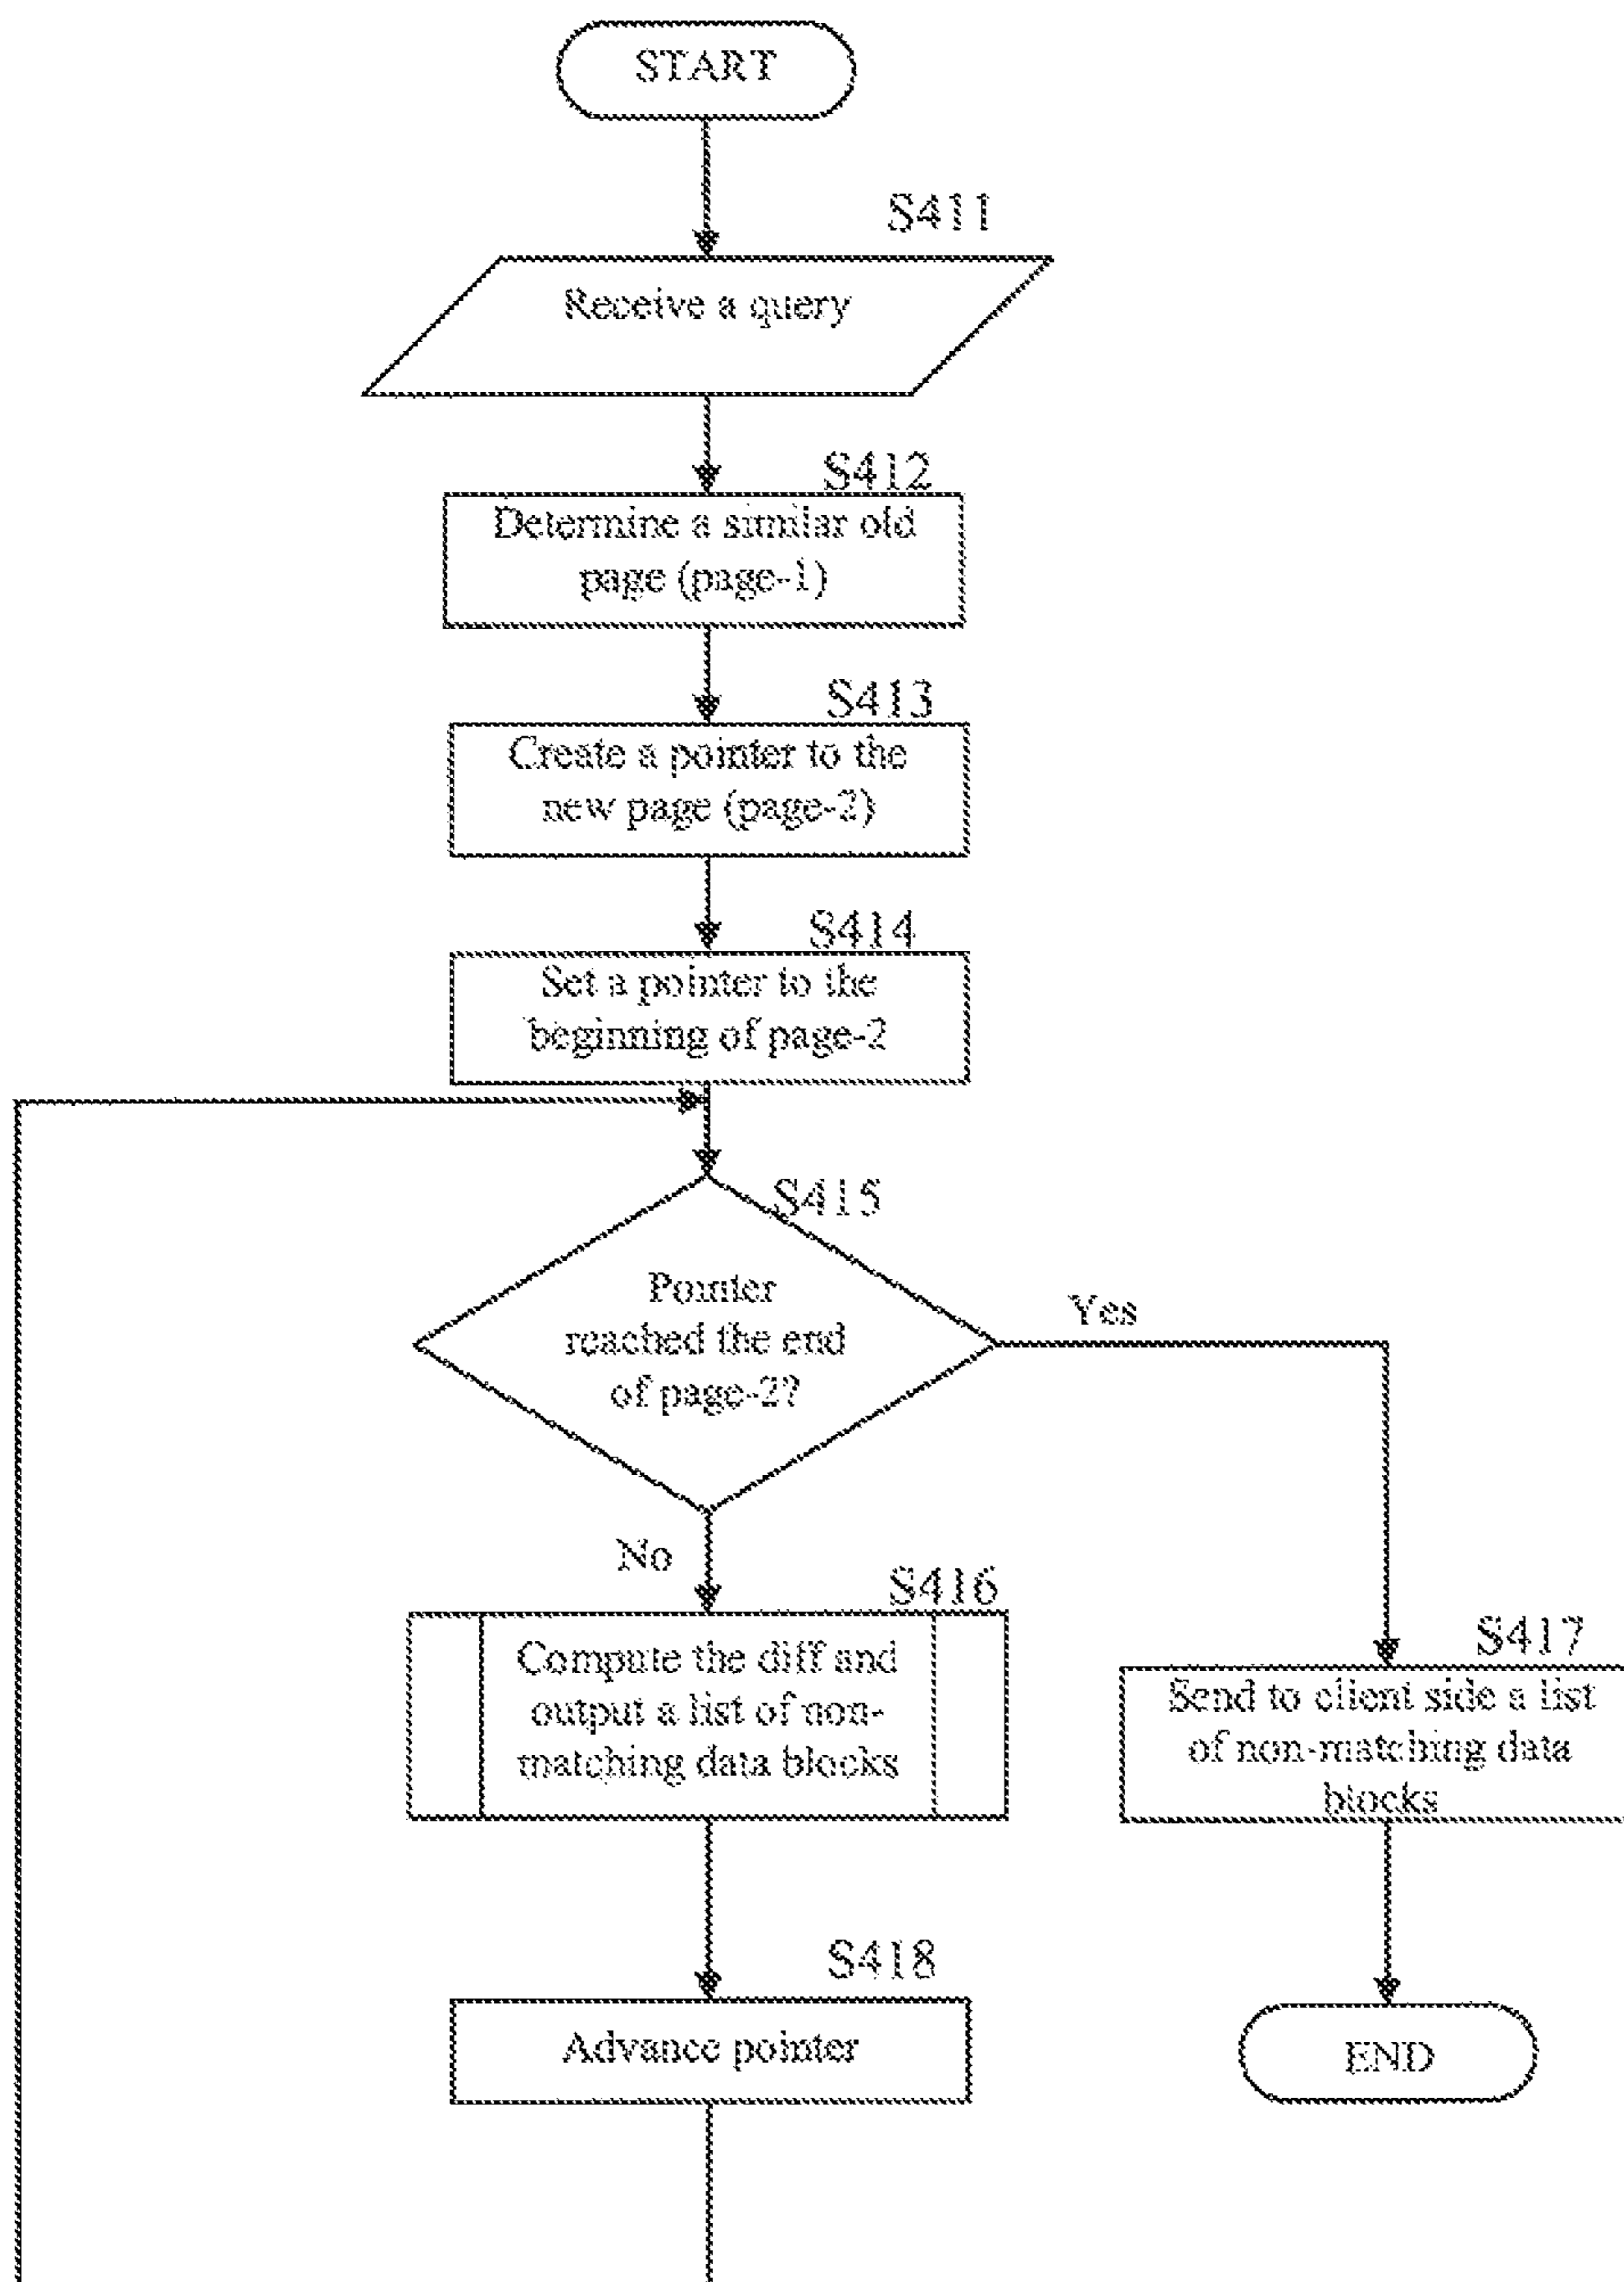 START
S411
Receive a query
S412
Determine a similar old
page (page-1)
S413
Create a pointer to the
new page (page-2)
S414
Set a pointer to the
beginning of page-2
S415
Pointer
reached the end
of page-2?
Yes
No
S416
Compute the diff and
output a list of non-
matching data blocks
S417
Send to client side a list
of non-matching data
blocks
S418
Advance pointer
END